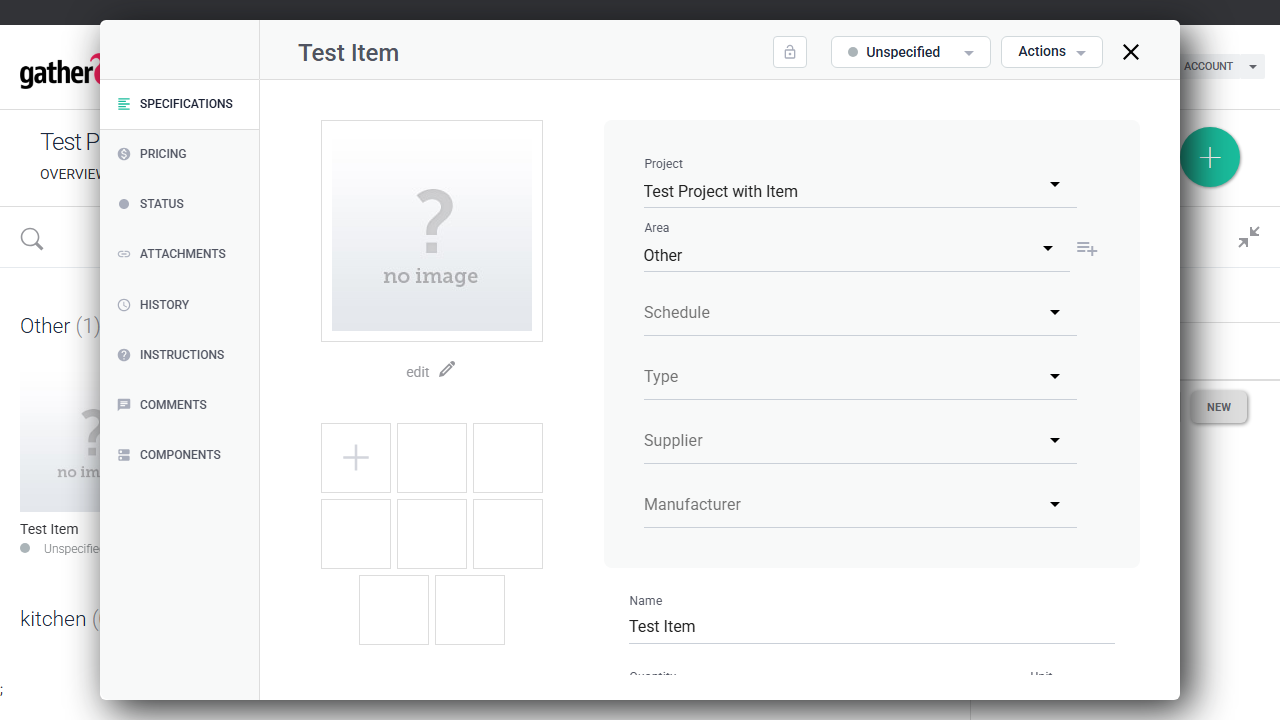 Test Item
Unspecified
Actions
gather
ACCOUNT
Test P
OVERVIEW
SPECIFICATIONS
PRICING
STATUS
ATTACHMENTS
HISTORY
INSTRUCTIONS
COMMENTS
COMPONENTS
?
no image
edit
Project
Test Project with Item
Area
Other
Schedule
Type
Supplier
Manufacturer
Name
Test Item
Quantity
Unit
Other (1)
?
no im
Test Item
Unspecifie
kitchen (
NEW
;